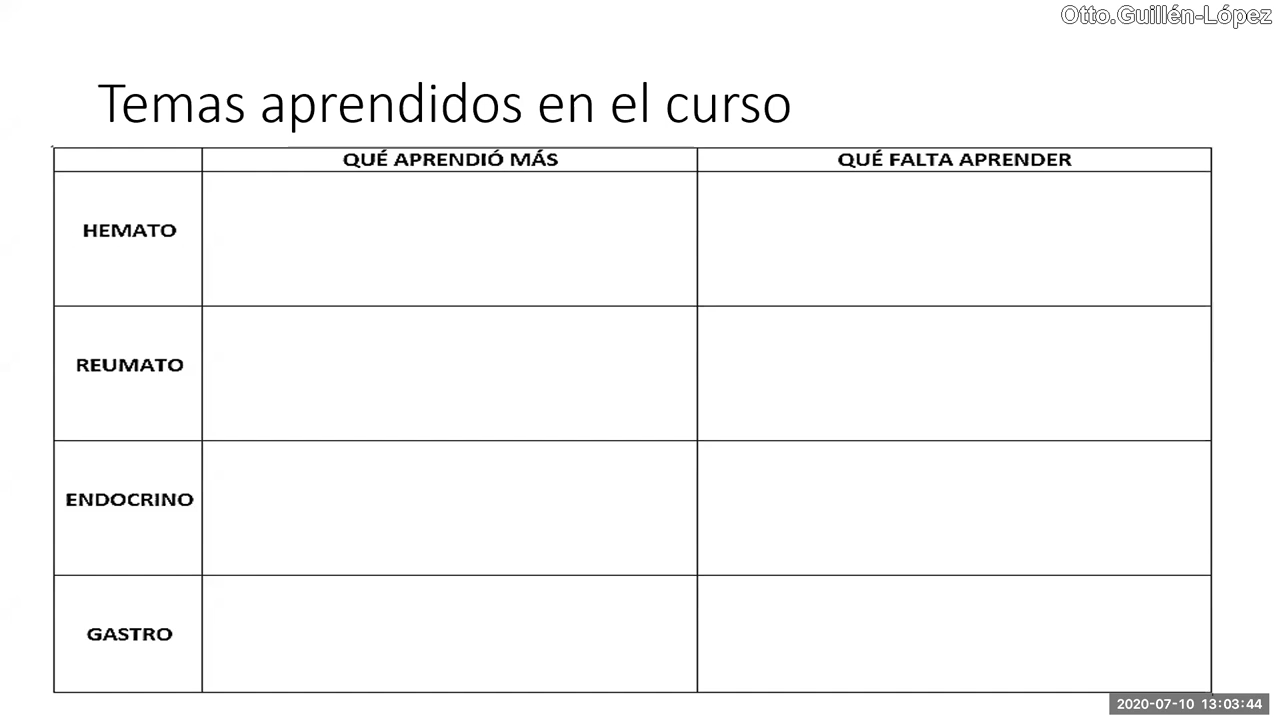 Otto.Guillén-López
Temas aprendidos en el curso
QUÉ APRENDIÓ MÁS QUÉ FALTA APRENDER
HEMATO
REUMATO
ENDOCRINO
GASTRO
2020-07-10 13:03:44